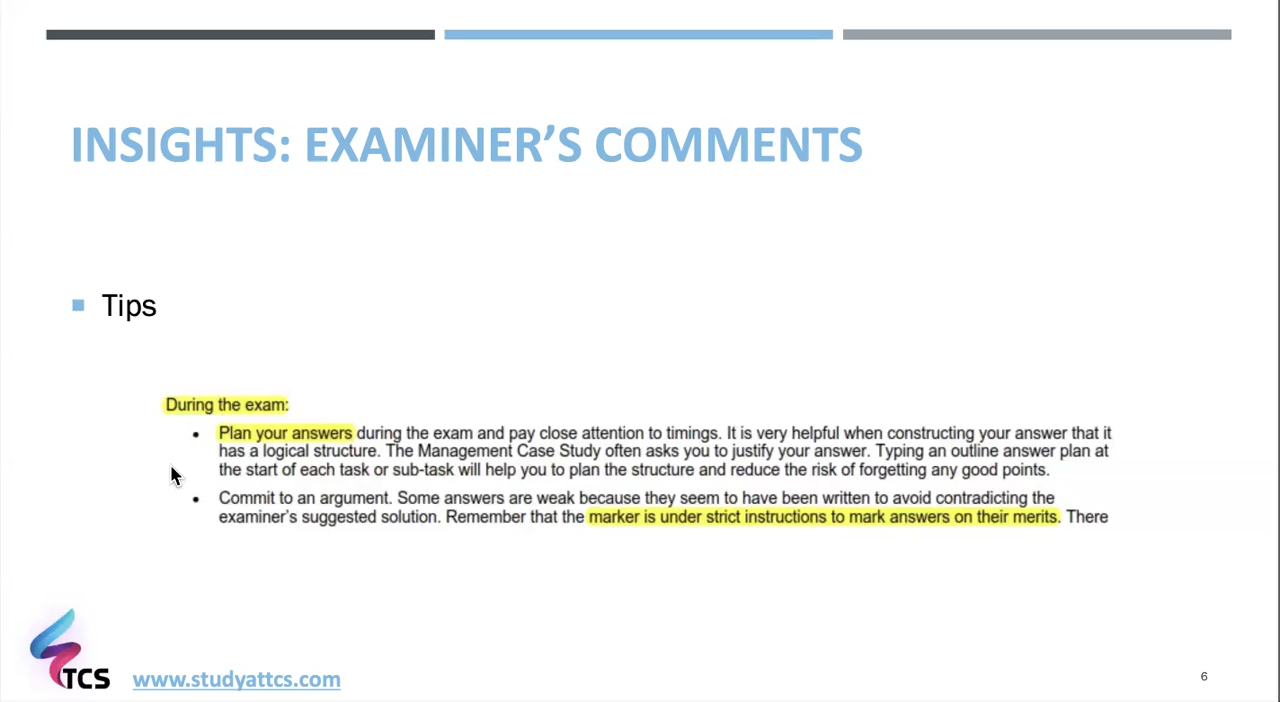 INSIGHTS: EXAMINER’S COMMENTS
Tips
During the exam:
• Plan your answers during the exam and pay close attention to timings. It is very helpful when constructing your answer that it
has a logical structure. The Management Case Study often asks you to justify your answer. Typing an outline answer plan at
the start of each task or sub-task will help you to plan the structure and reduce the risk of forgetting any good points.
• Commit to an argument. Some answers are weak because they seem to have been written to avoid contradicting the
examiner's suggested solution. Remember that the marker is under strict instructions to mark answers on their merits. There
TCS
www.studyattcs.com
6